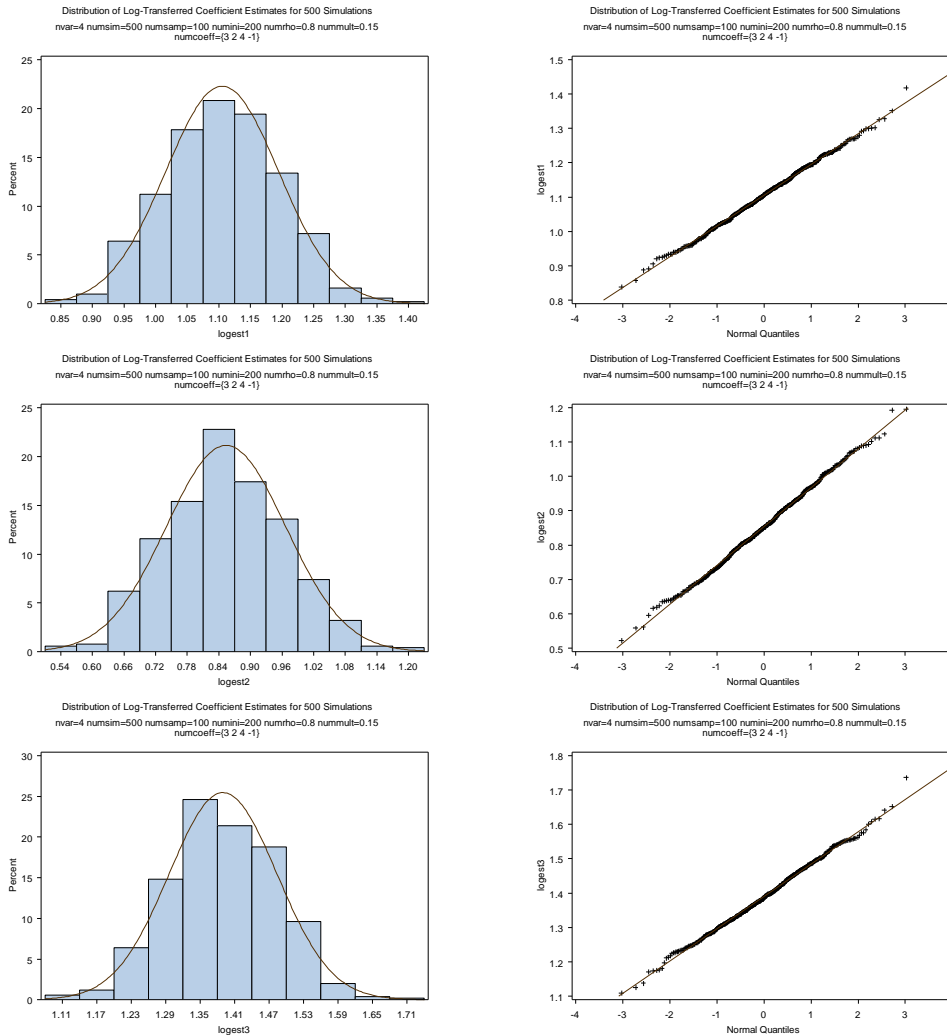 Distribution of Log-Transferred Coefficient Estimates for 500 Simulations
nvar=4 numsim=500 numsamp=100 numini=200 numrho=0.8 nummult=0.15
numcoeff={3 2 4 -1}
25
20
15
10
5
0
Percent
0.85 0.90 0.95 1.00 1.05 1.10 1.15 1.20 1.25 1.30 1.35 1.40
logest1
Distribution of Log-Transferred Coefficient Estimates for 500 Simulations
nvar=4 numsim=500 numsamp=100 numini=200 numrho=0.8 nummult=0.15
numcoeff={3 2 4 -1}
1.5
1.4
1.3
1.2
1.1
1.0
0.9
0.8
logest1
-4 -3 -2 -1 0 1 2 3
Normal Quantiles
Distribution of Log-Transferred Coefficient Estimates for 500 Simulations
nvar=4 numsim=500 numsamp=100 numini=200 numrho=0.8 nummult=0.15
numcoeff={3 2 4 -1}
25
20
15
10
5
0
Percent
0.54 0.60 0.66 0.72 0.78 0.84 0.90 0.96 1.02 1.08 1.14 1.20
logest2
Distribution of Log-Transferred Coefficient Estimates for 500 Simulations
nvar=4 numsim=500 numsamp=100 numini=200 numrho=0.8 nummult=0.15
numcoeff={3 2 4 -1}
1.2
1.1
1.0
0.9
0.8
0.7
0.6
0.5
logest2
-4 -3 -2 -1 0 1 2 3
Normal Quantiles
Distribution of Log-Transferred Coefficient Estimates for 500 Simulations
nvar=4 numsim=500 numsamp=100 numini=200 numrho=0.8 nummult=0.15
numcoeff={3 2 4 -1}
30
25
20
15
10
5
0
Percent
1.11 1.17 1.23 1.29 1.35 1.41 1.47 1.53 1.59 1.65 1.71
logest3
Distribution of Log-Transferred Coefficient Estimates for 500 Simulations
nvar=4 numsim=500 numsamp=100 numini=200 numrho=0.8 nummult=0.15
numcoeff={3 2 4 -1}
1.8
1.7
1.6
1.5
1.4
1.3
1.2
1.1
logest3
-4 -3 -2 -1 0 1 2 3
Normal Quantiles